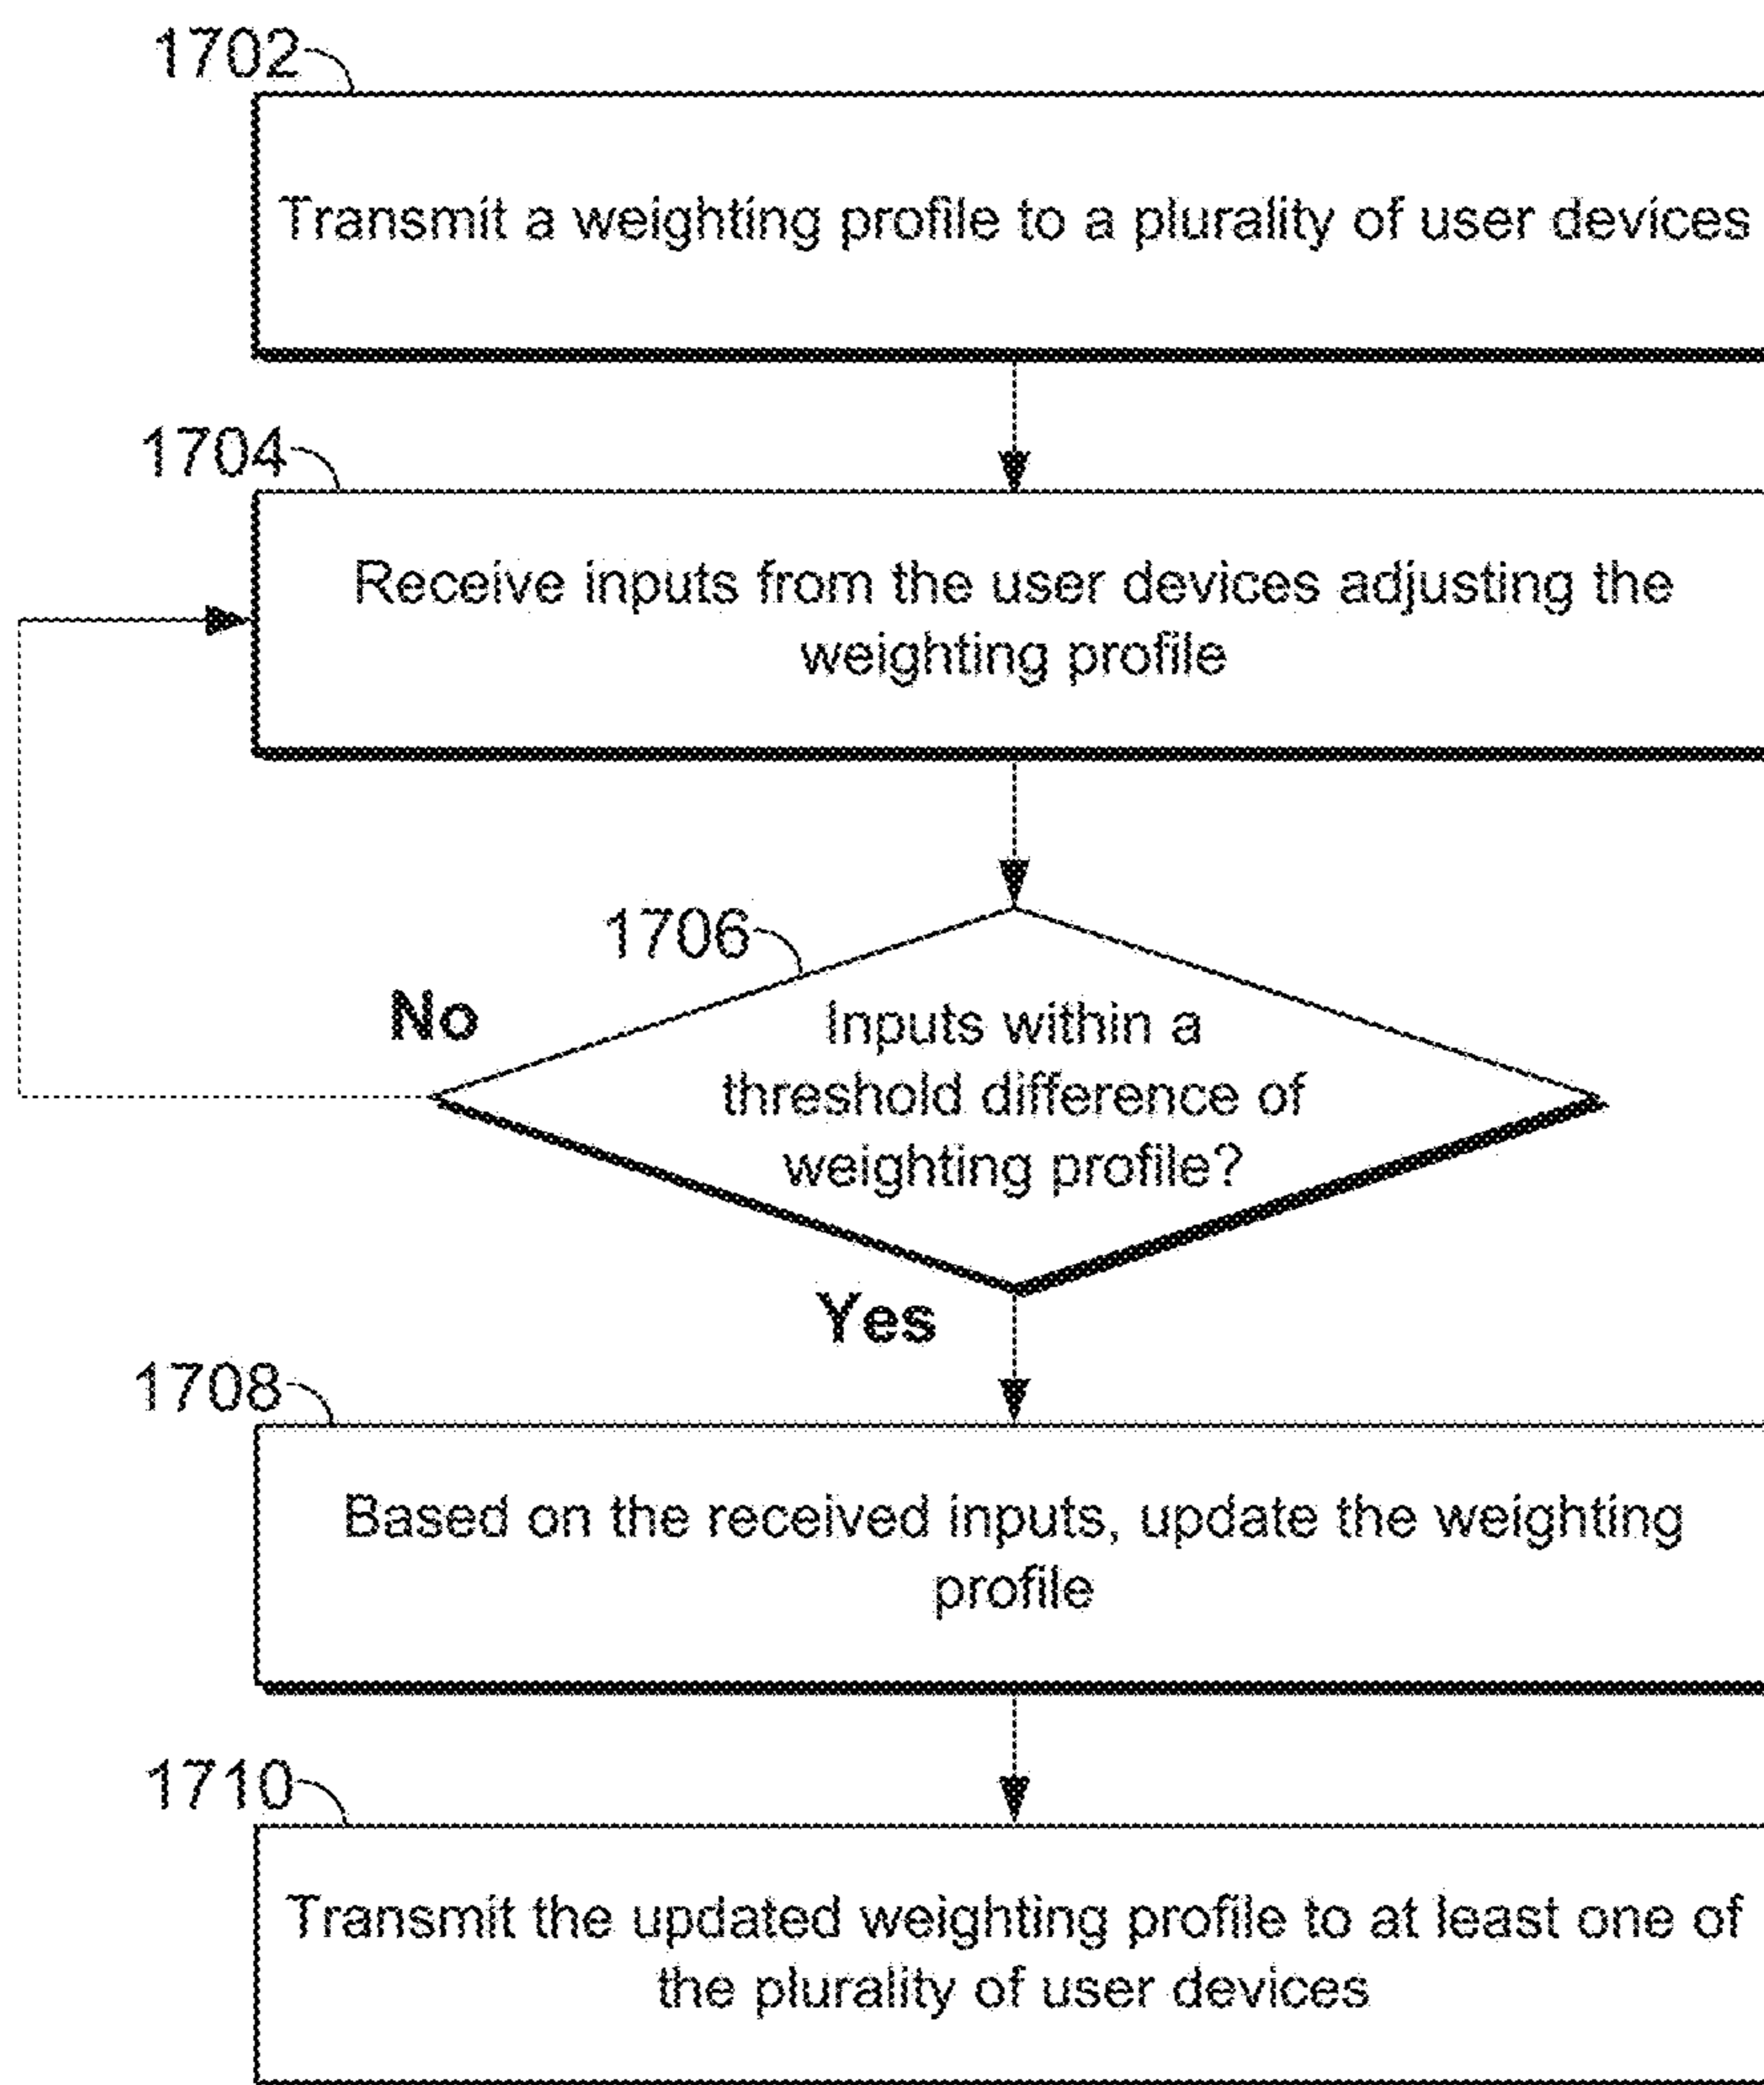 1702
Transmit a weighting profile to a plurality of user devices
1704
Receive inputs from the user devices adjusting the
weighting profile
1706
No
Inputs within a
threshold difference of
weighting profile?
Yes
1708
Based on the received inputs, update the weighting
profile
1710
Transmit the updated weighting profile to at least one of
the plurality of user devices